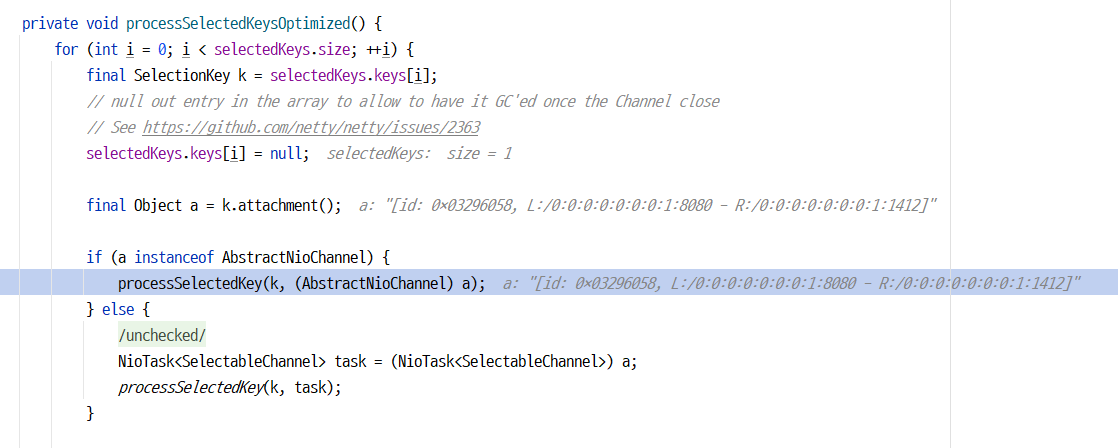 private void processSelectedKeysOptimized() {
for (int i = 0; i < selectedKeys.size; ++i) {
final SelectionKey k = selectedKeys.keys[i];
// null out entry in the array to allow to have it GC'ed once the Channel close
// See https://github.com/netty/netty/issues/2363
selectedKeys.keys[i] = null; selectedKeys: size = 1
final Object a = k.attachment(); a: "[id: 0×03296058, L:/0:0:0:0:0:0:0:1:8080 - R:/0:0:0:0:0:0:0:1:1412]"
if (a instanceof AbstractNioChannel) {
processSelectedKey(k, (AbstractNioChannel) a); a: "[id: 0×03296058, L:/0:0:0:0:0:0:0:1:8080 - R:/0:0:0:0:0:0:0:1:1412]"
} else {
/unchecked/
NioTask<SelectableChannel> task = (NioTask<SelectableChannel>) a;
processSelectedKey(k, task);
}